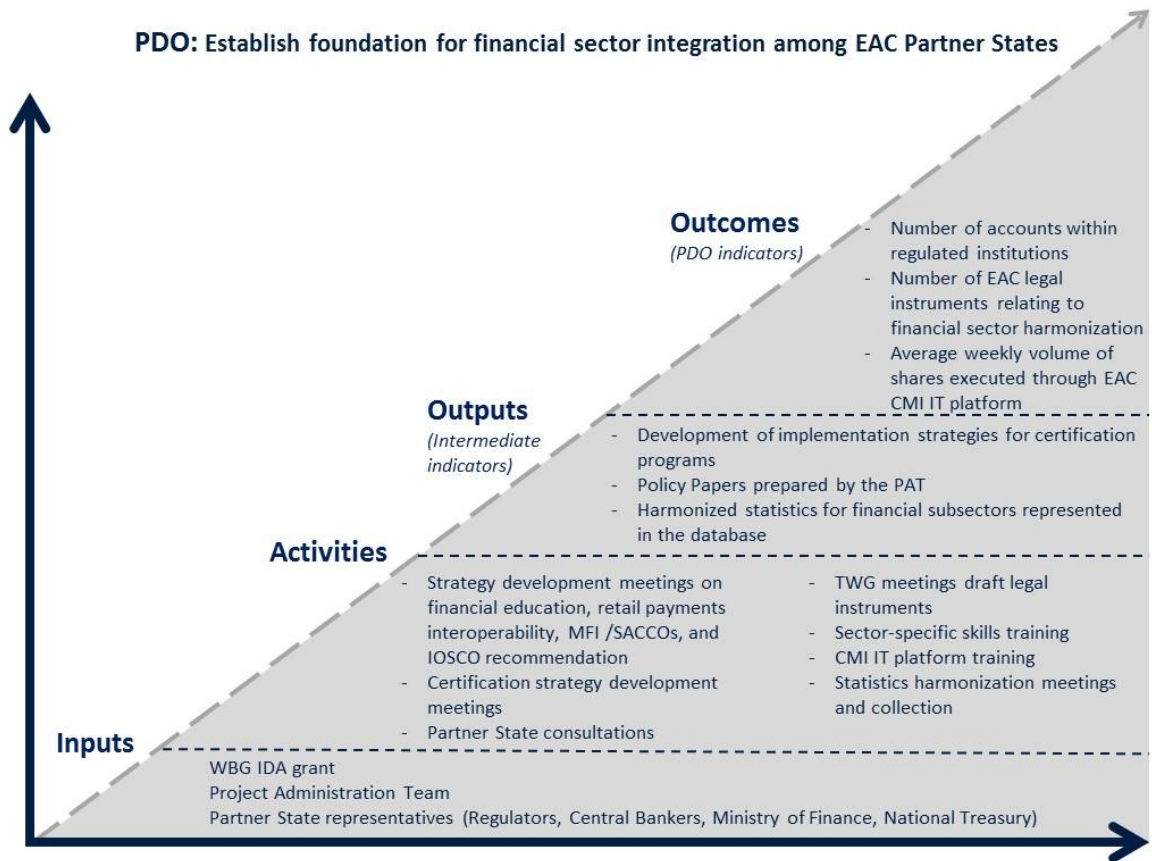 PDO: Establish foundation for financial sector integration among EAC Partner States
Outcomes
(PDO indicators)
- Number of accounts within
regulated institutions
- Number of EAC legal
instruments relating to
financial sector harmonization
- Average weekly volume of
shares executed through EAC
CMI IT platform
Outputs
(Intermediate
indicators)
- Development of implementation strategies for certification
programs
- Policy Papers prepared by the PAT
- Harmonized statistics for financial subsectors represented
in the database
Activities
- Strategy development meetings on
financial education, retail payments
interoperability, MFI /SACCOs, and
IOSCO recommendation
- Certification strategy development
meetings
- Partner State consultations
- TWG meetings draft legal
instruments
- Sector-specific skills training
- CMI IT platform training
- Statistics harmonization meetings
and collection
Inputs
WBG IDA grant
Project Administration Team
Partner State representatives (Regulators, Central Bankers, Ministry of Finance, National Treasury)